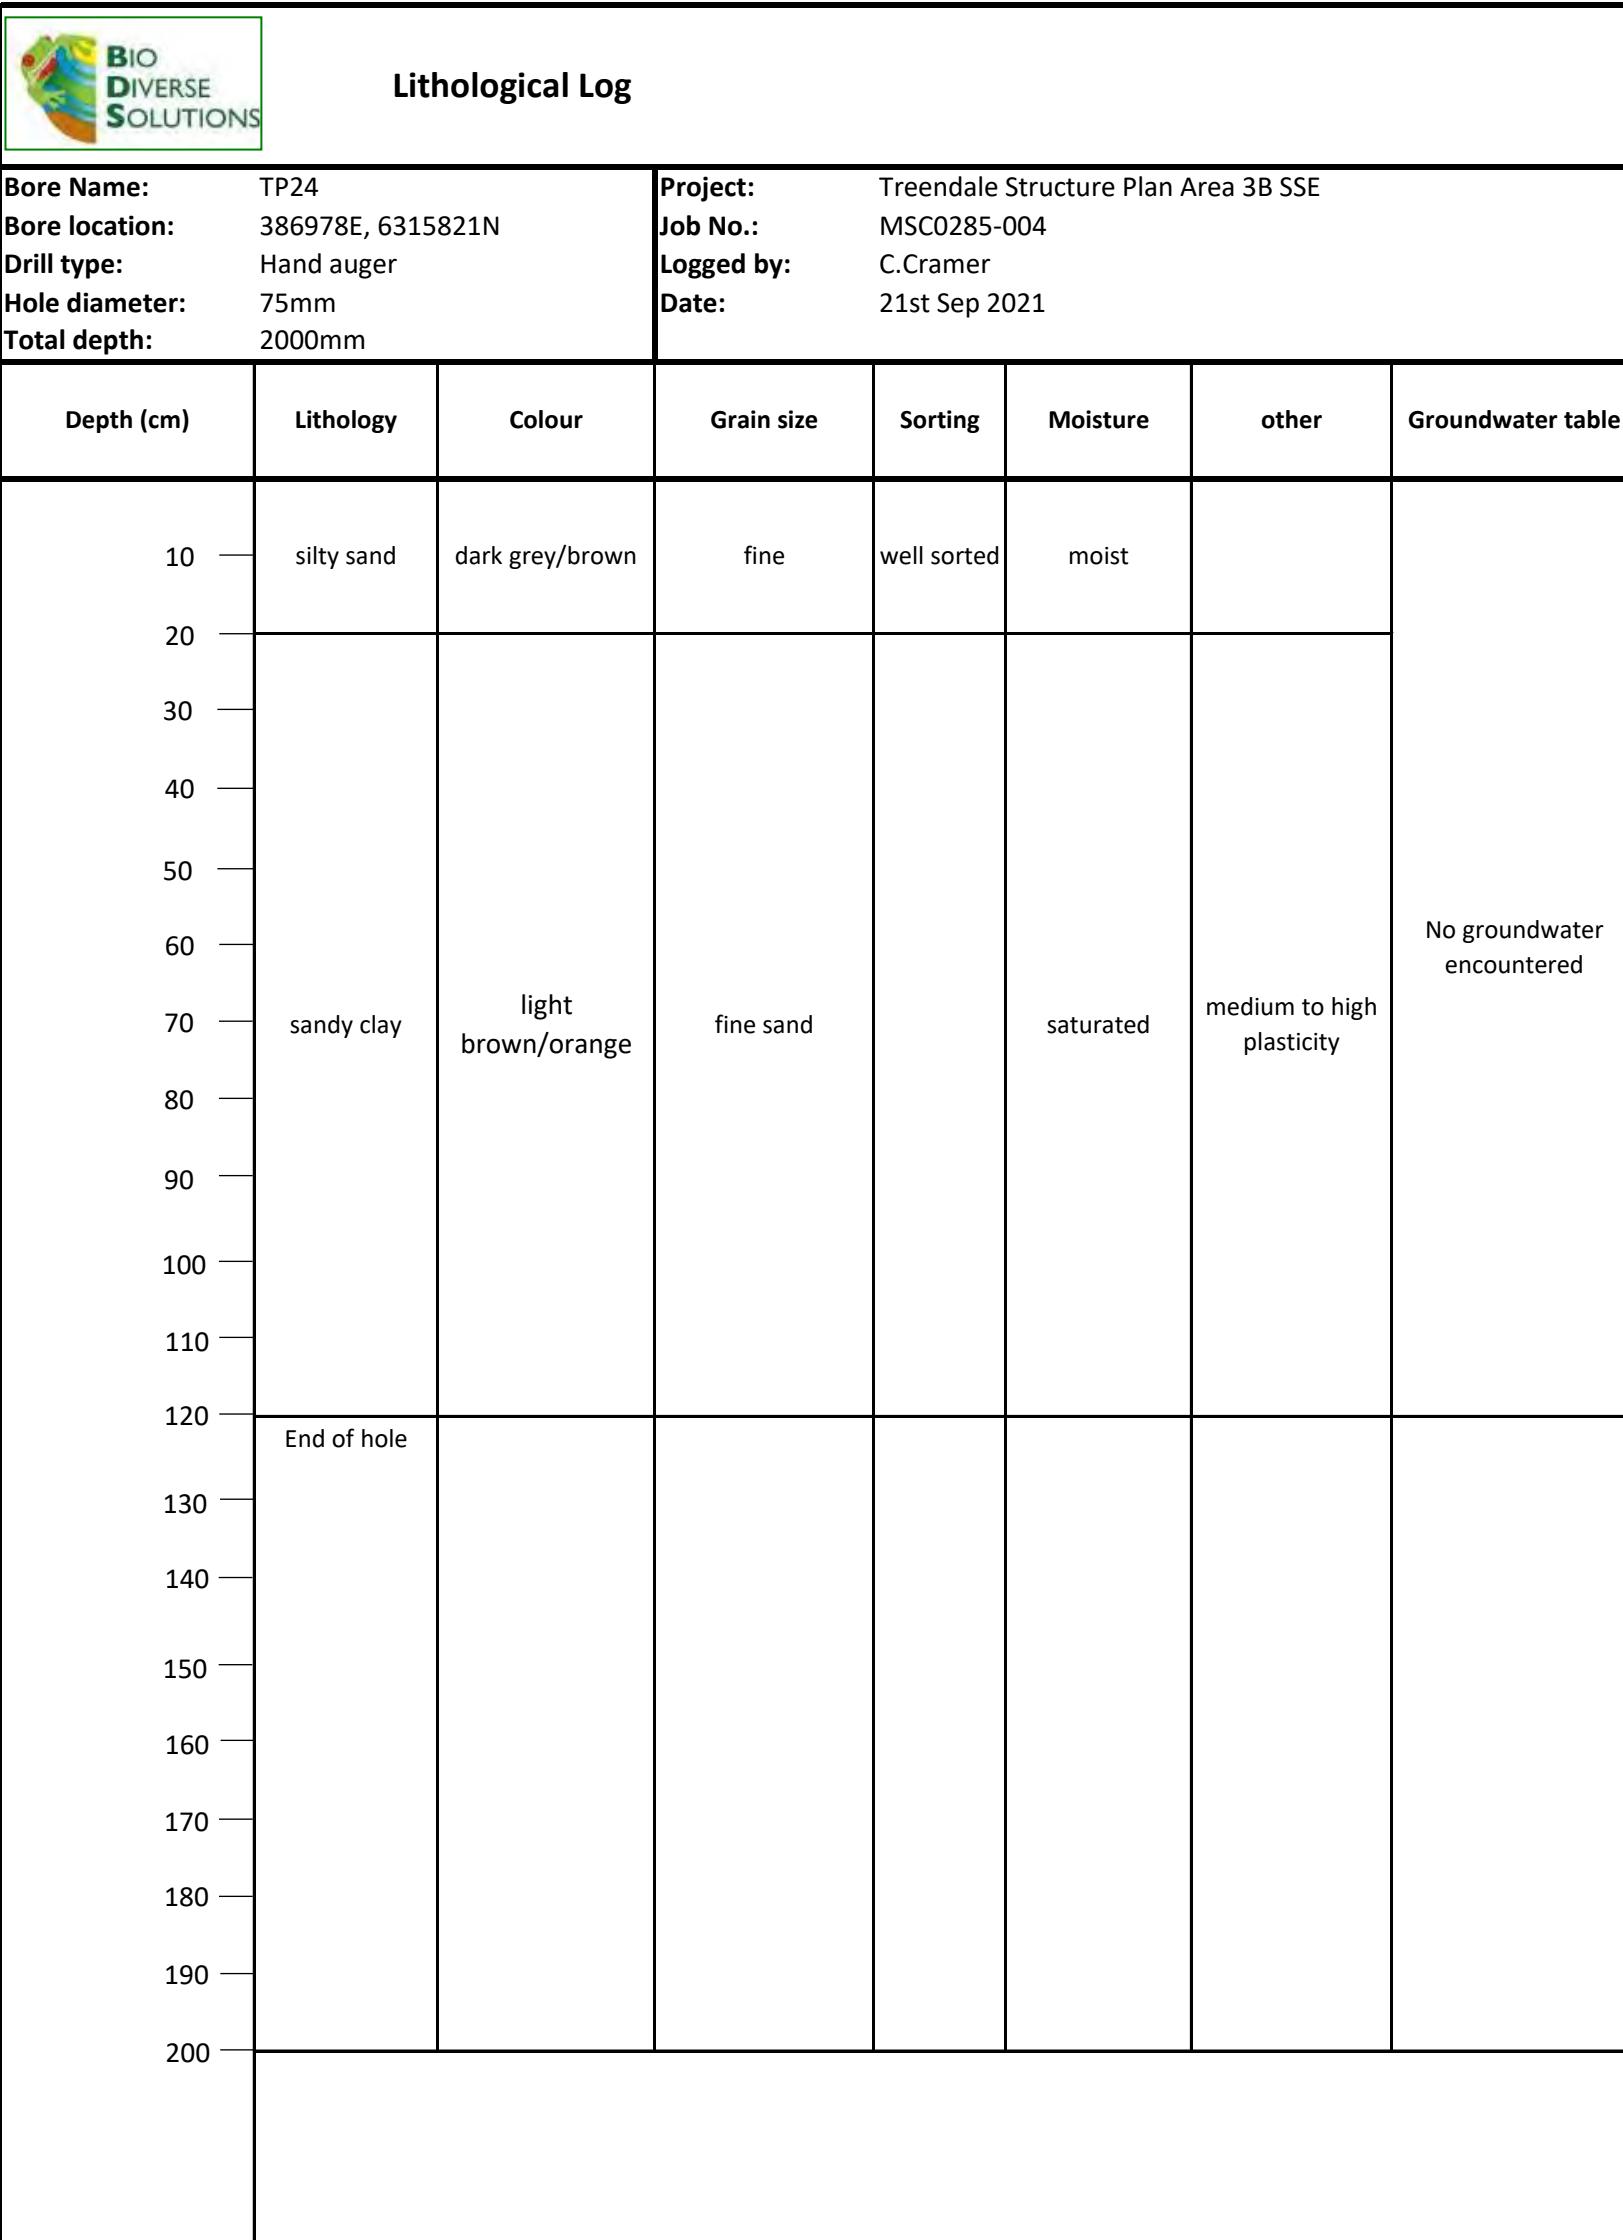 BIO
DIVERSE
SOLUTIONS
Lithological Log
Bore Name: TP24
Bore location: 386978E, 6315821N
Drill type: Hand auger
Hole diameter: 75mm
Total depth: 2000mm
Project: Treendale Structure Plan Area 3B SSE
Job No.: MSC0285-004
Logged by: C.Cramer
Date: 21st Sep 2021
Depth (cm) Lithology Colour Grain size Sorting Moisture other Groundwater table
10 silty sand dark grey/brown fine well sorted moist
20
30
40
50
60
No groundwater
encountered
70 sandy clay
light
brown/orange
fine sand
saturated
medium to high
plasticity
80
90
100
110
120
End of hole
130
140
150
160
170
180
190
200